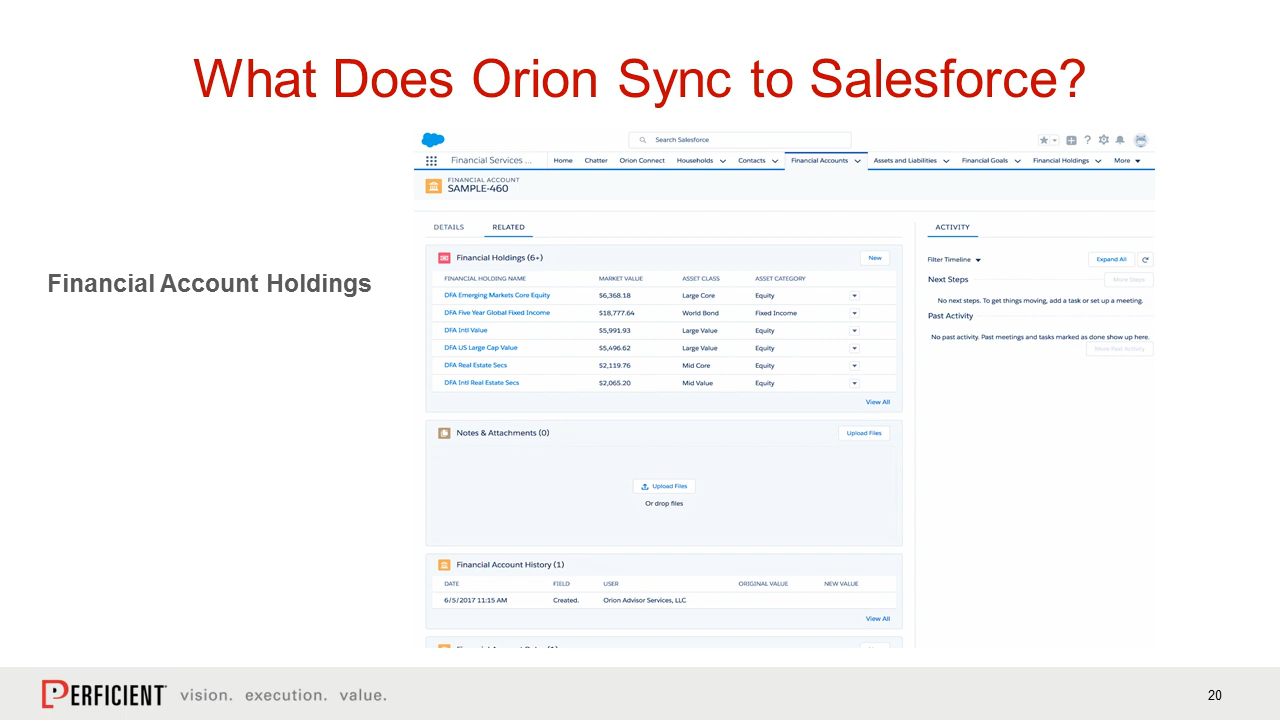 What Does Orion Sync to Salesforce?
Financial Account Holdings
Search Salesforce
Financial Services ...
Home Chatter Orion Connect Households Contacts Financial Accounts Assets and Liabilities Financial Goals Financial Holdings More
FINANCIAL ACCOUNT
SAMPLE-460
DETAILS RELATED
Financial Holdings (6+) New
FINANCIAL HOLDING NAME MARKET VALUE ASSET CLASS ASSET CATEGORY
DFA Emerging Markets Core Equity $6,368.18 Large Core Equity
DFA Five Year Global Fixed Income $18,777.64 World Bond Fixed Income
DFA Intl Value $5,991.93 Large Value Equity
DFA US Large Cap Value $5,496.62 Large Value Equity
DFA Real Estate Secs $2,119.76 Mid Core Equity
DFA Intl Real Estate Secs $2,065.20 Mid Value Equity
View All
Notes & Attachments (0) Upload Files
Upload Files
Or drop files
Financial Account History (1)
DATE FIELD USER ORIGINAL VALUE NEW VALUE
6/5/2017 11:15 AM Created. Orion Advisor Services, LLC
View All
ACTIVITY
Filter Timeline Expand All
Next Steps More Steps
No next steps. To get things moving, add a task or set up a meeting.
Past Activity
No past activity. Past meetings and tasks marked as done show up here.
More Past Activity
PERFICIENT vision. execution. value.
20